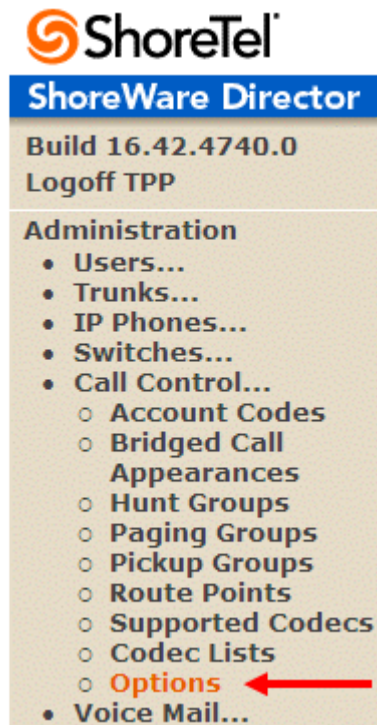 ShoreTel
ShoreWare Director
Build 16.42.4740.0
Logoff TPP
Administration
• Users...
• Trunks...
• IP Phones...
• Switches...
• Call Control...
○ Account Codes
○ Bridged Call
Appearances
○ Hunt Groups
○ Paging Groups
○ Pickup Groups
○ Route Points
○ Supported Codecs
○ Codec Lists
○ Options
• Voice Mail...